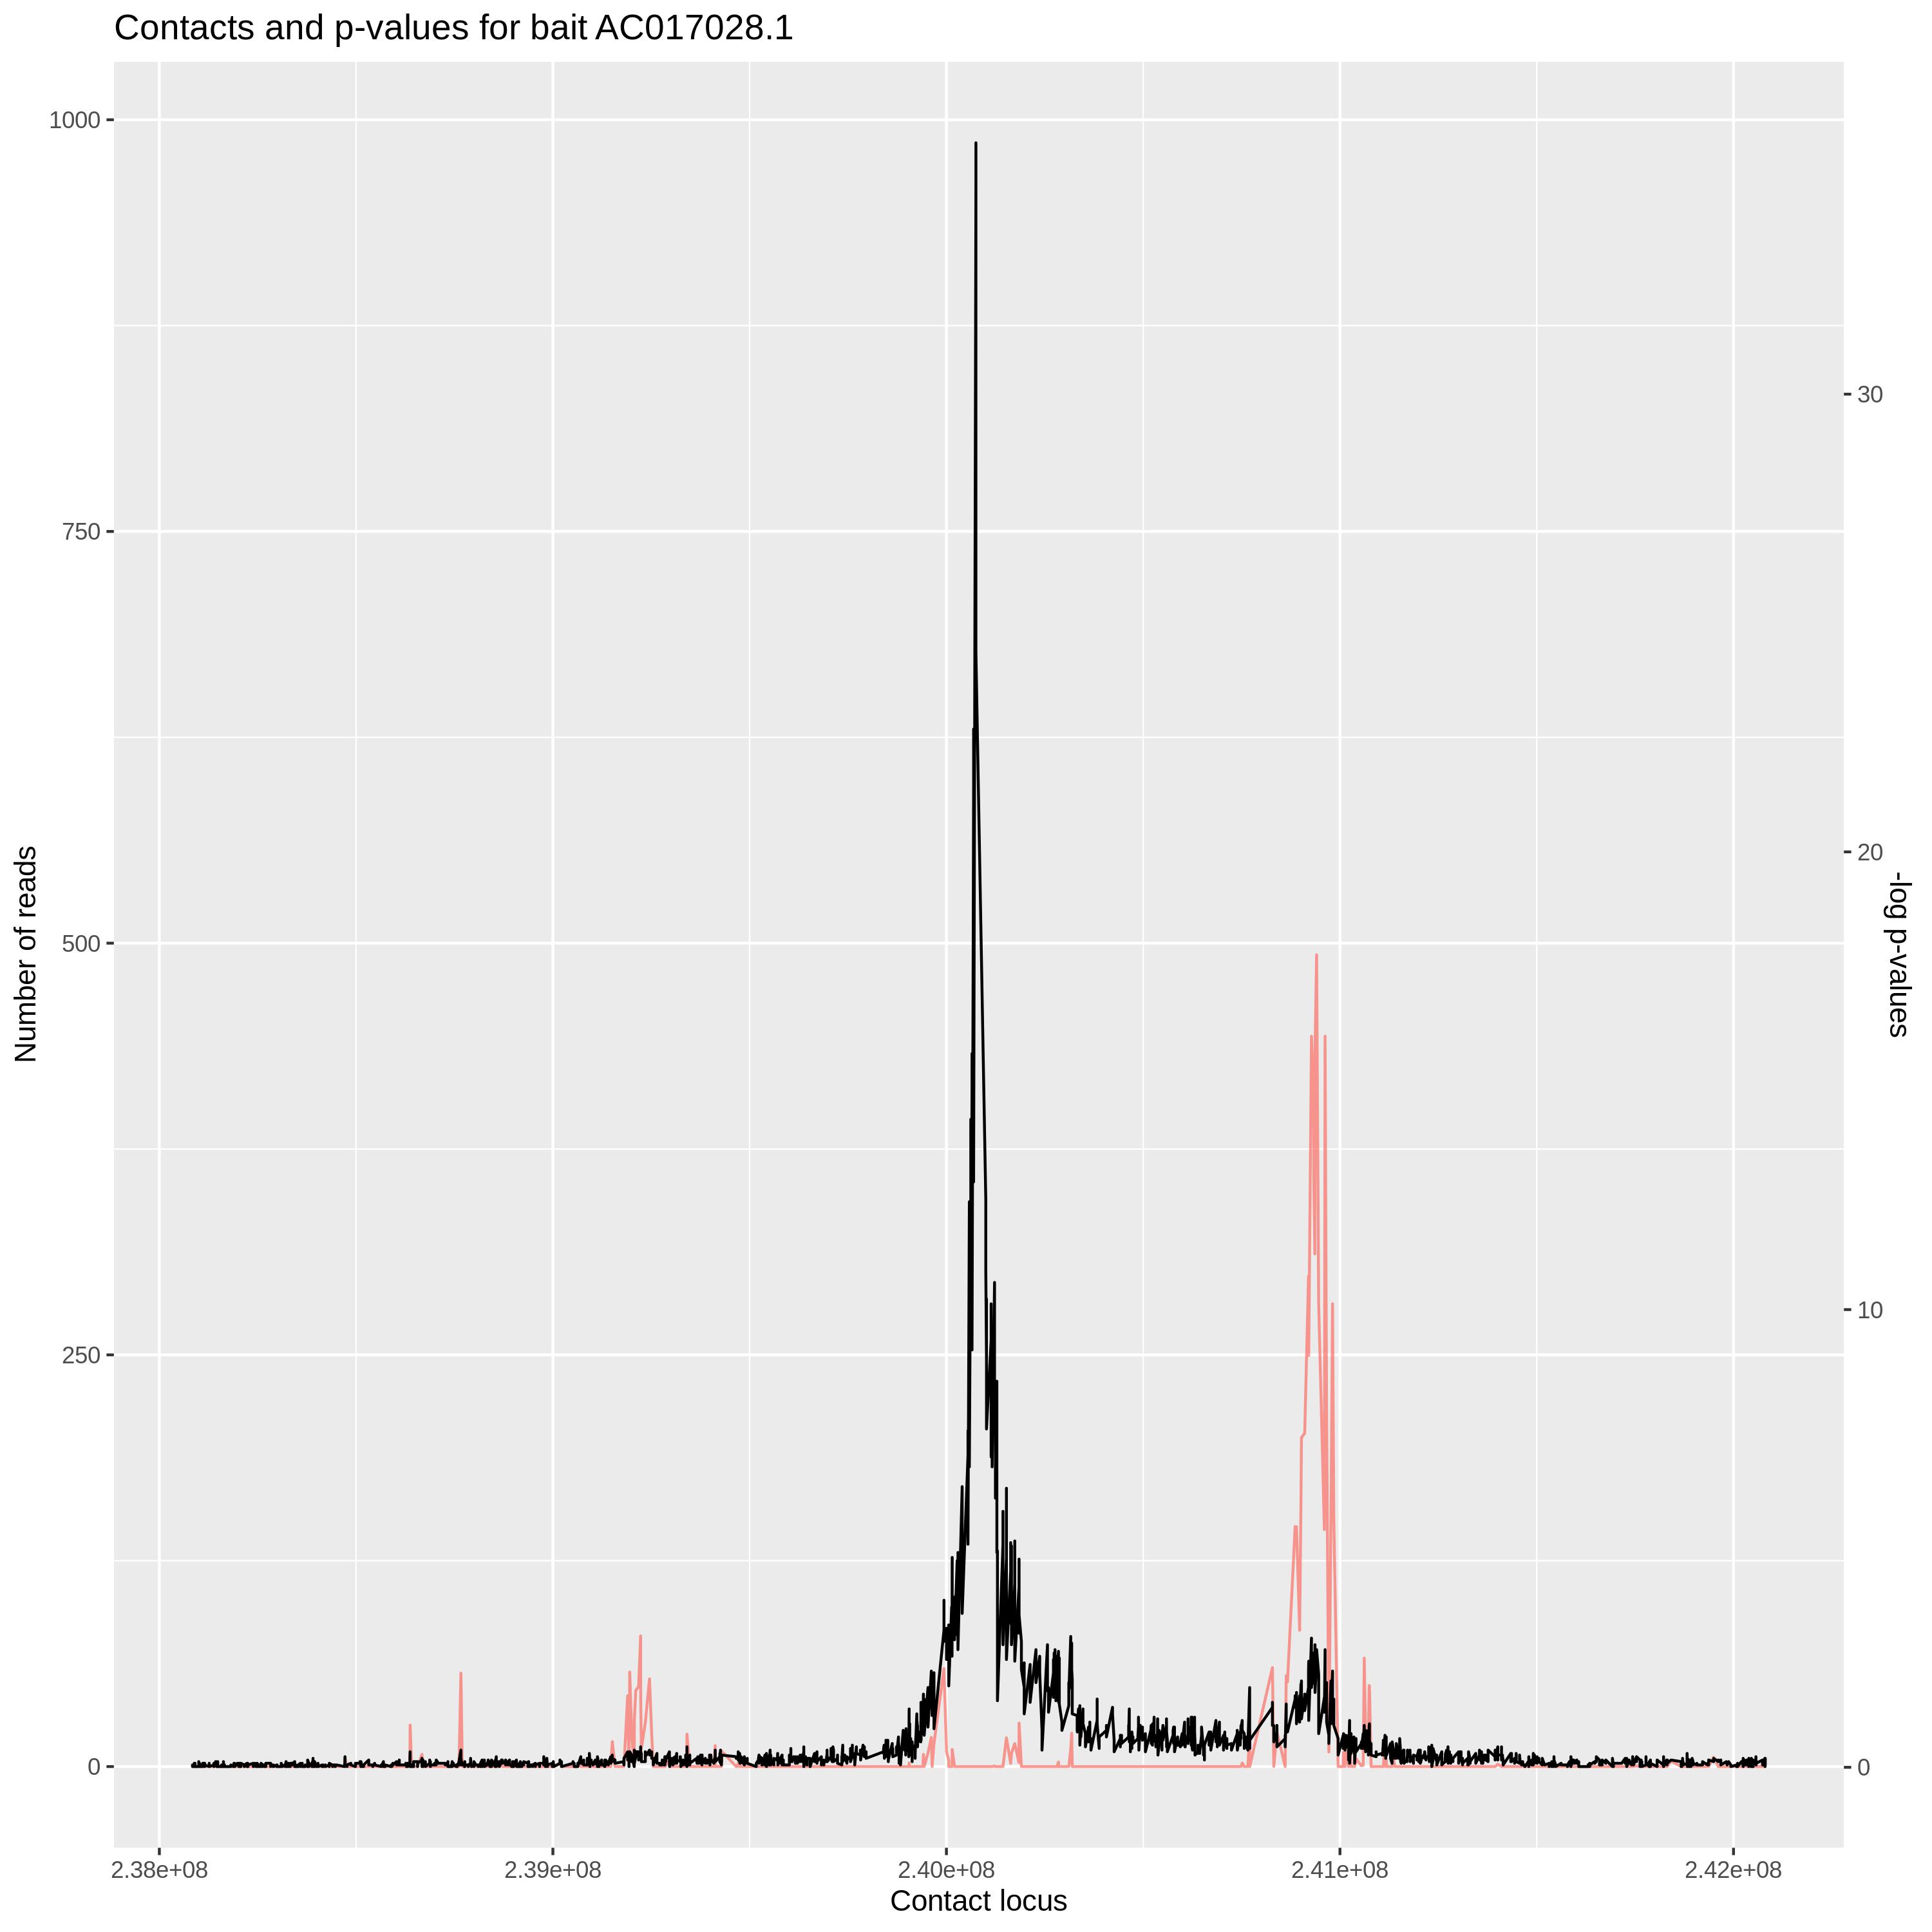 Contacts and p-values for bait AC017028.1
1000
750
500
250
0
Number of reads
30
20
10
0
-log p-values
2.38e+08
2.39e+08
2.40e+08
2.41e+08
2.42e+08
Contact locus